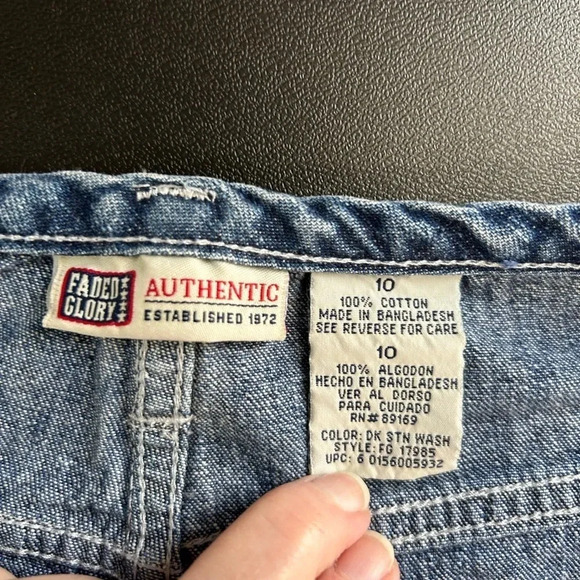 FADED
GLORY
AUTHENTIC
ESTABLISHED 1972
10
100% COTTON
MADE IN BANGLADESH
SEE REVERSE FOR CARE
10
100% ALGODON
HECHO EN BANGLADESH
VER AL DORSO
PARA CUIDADO
RN# 89169
COLOR: DK STN WASH
STYLE: FG 17985
UPC: 6 0156005932